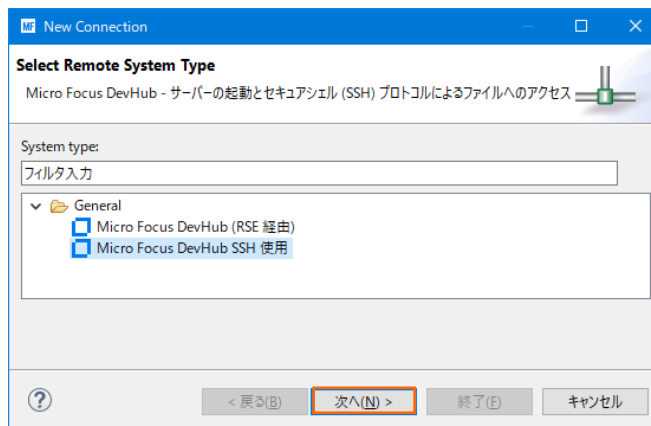 MF New Connection
Select Remote System Type
Micro Focus DevHub - サーバーの起動とセキュアシェル (SSH) プロトコルによるファイルへのアクセス
System type:
フィルタ入力
General
Micro Focus DevHub (RSE 経由)
Micro Focus DevHub SSH 使用
?
< 戻る(B) 次へ(N) > 終了(F) キャンセル